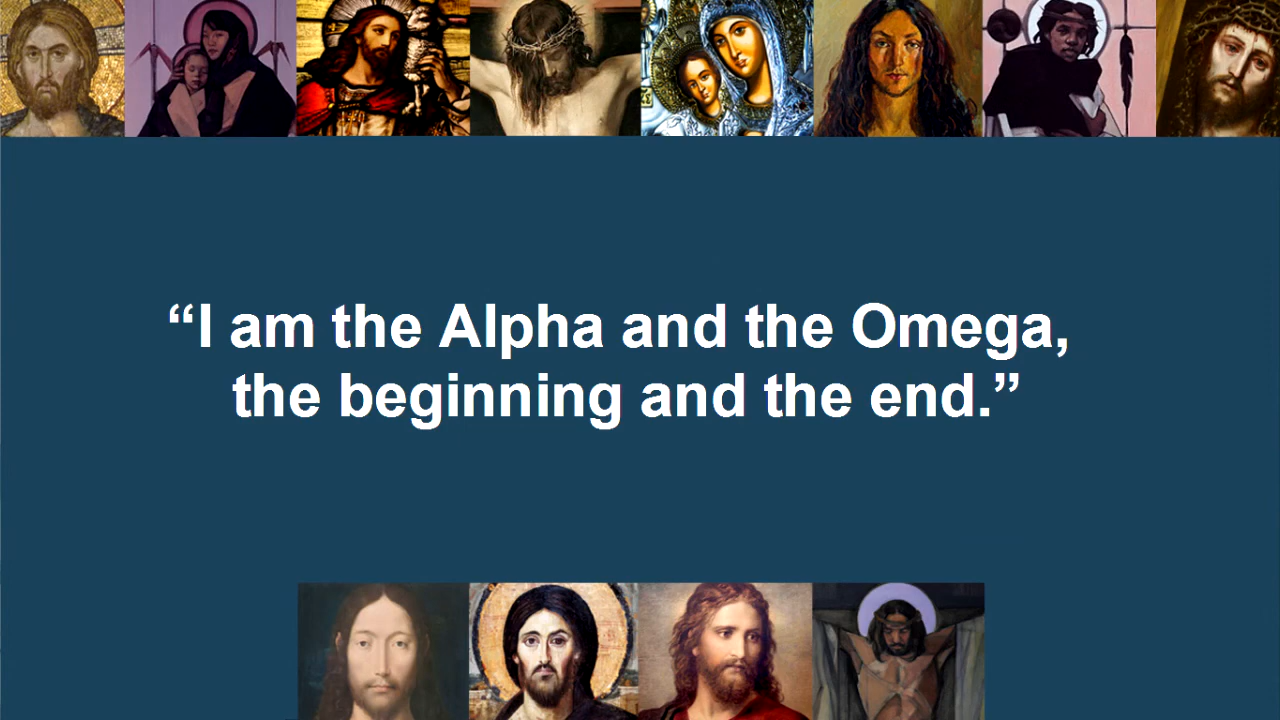 “I am the Alpha and the Omega,
the beginning and the end.”